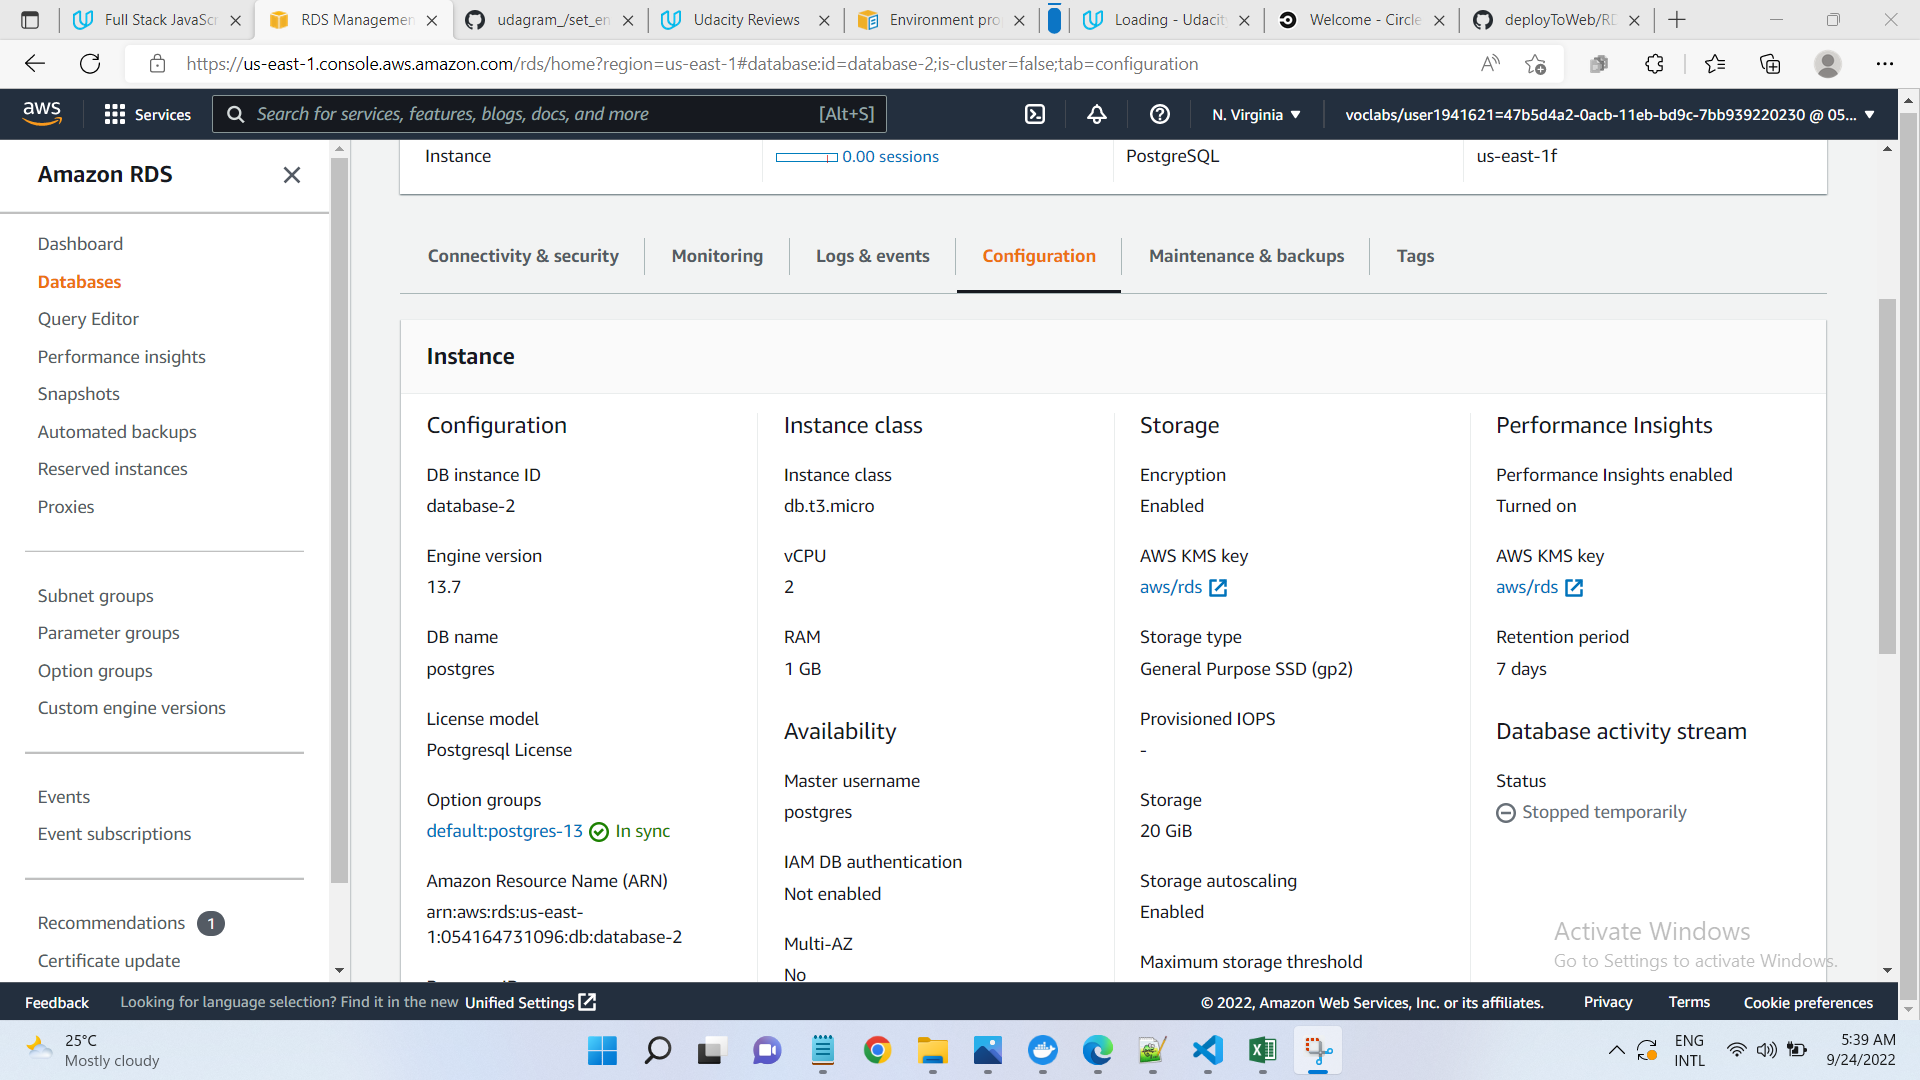 Full Stack JavaScr
RDS Managemen
udagram_/set_en
Udacity Reviews
Environment pro
Loading - Udacit
Welcome - Circle
deployToWeb/RD
https://us-east-1.console.aws.amazon.com/rds/home?region=us-east-1#database:id=database-2;is-cluster=false;tab=configuration
aws
Services
Search for services, features, blogs, docs, and more
[Alt+S]
N. Virginia
voclabs/user1941621=47b5d4a2-0acb-11eb-bd9c-7bb939220230 @ 05...
Amazon RDS
Dashboard
Databases
Query Editor
Performance insights
Snapshots
Automated backups
Reserved instances
Proxies
Subnet groups
Parameter groups
Option groups
Custom engine versions
Events
Event subscriptions
Recommendations 1
Certificate update
Instance
0.00 sessions
PostgreSQL
us-east-1f
Connectivity & security
Monitoring
Logs & events
Configuration
Maintenance & backups
Tags
Instance
Configuration
DB instance ID
database-2
Engine version
13.7
DB name
postgres
License model
Postgresql License
Option groups
default:postgres-13 In sync
Amazon Resource Name (ARN)
arn:aws:rds:us-east-
1:054164731096:db:database-2
Instance class
Instance class
db.t3.micro
vCPU
2
RAM
1 GB
Availability
Master username
postgres
IAM DB authentication
Not enabled
Multi-AZ
No
Storage
Encryption
Enabled
AWS KMS key
aws/rds
Storage type
General Purpose SSD (gp2)
Provisioned IOPS
-
Storage
20 GiB
Storage autoscaling
Enabled
Maximum storage threshold
Performance Insights
Performance Insights enabled
Turned on
AWS KMS key
aws/rds
Retention period
7 days
Database activity stream
Status
Stopped temporarily
Activate Windows
Go to Settings to activate Windows.
Feedback
Looking for language selection? Find it in the new Unified Settings
© 2022, Amazon Web Services, Inc. or its affiliates.
Privacy
Terms
Cookie preferences
25°C
Mostly cloudy
ENG
INTL
5:39 AM
9/24/2022